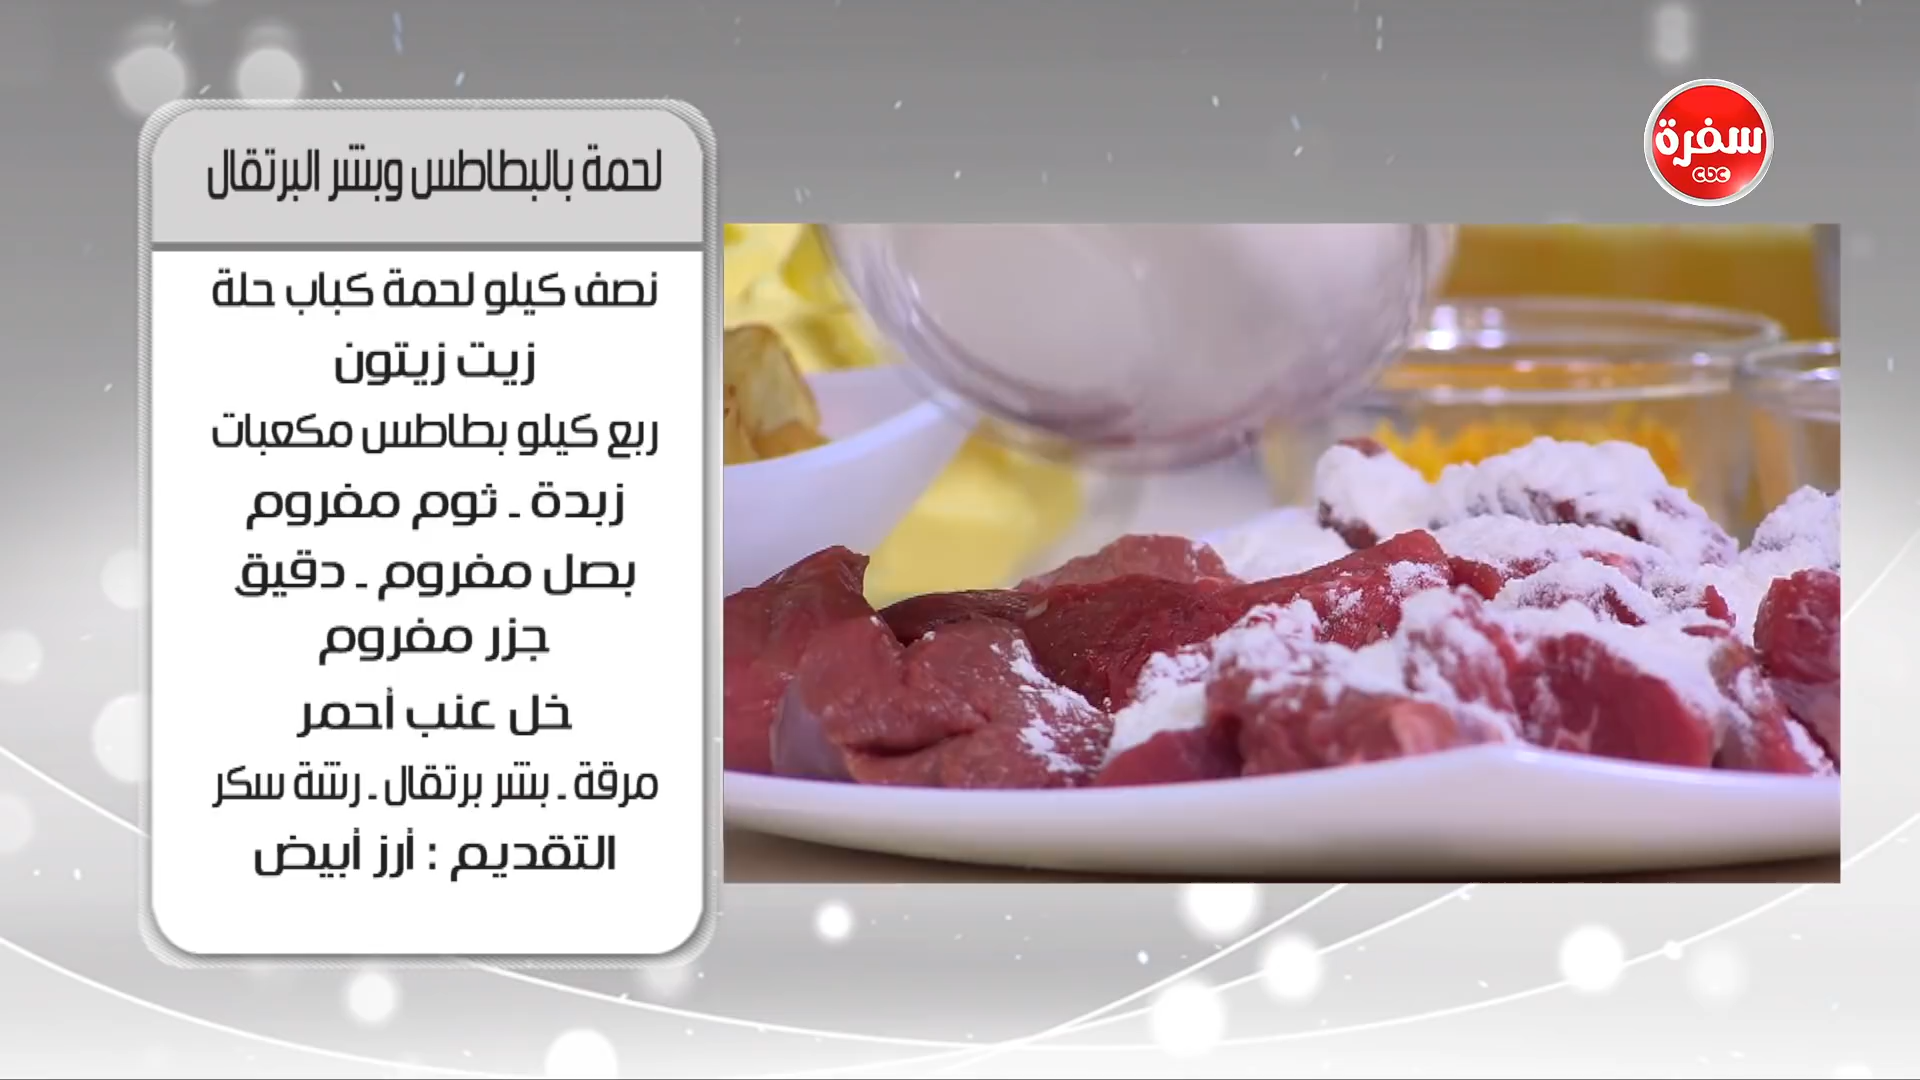 سفرة
cbc
لحمة بالبطاطس وبشر البرتقال
نصف كيلو لحمة كباب حلة
زيت زيتون
ربع كيلو بطاطس مكعبات
زبدة - ثوم مفروم
بصل مفروم - دقيق
جزر مفروم
خل عنب أحمر
مرقة - بشر برتقال - رشة سكر
التقديم : أرز أبيض